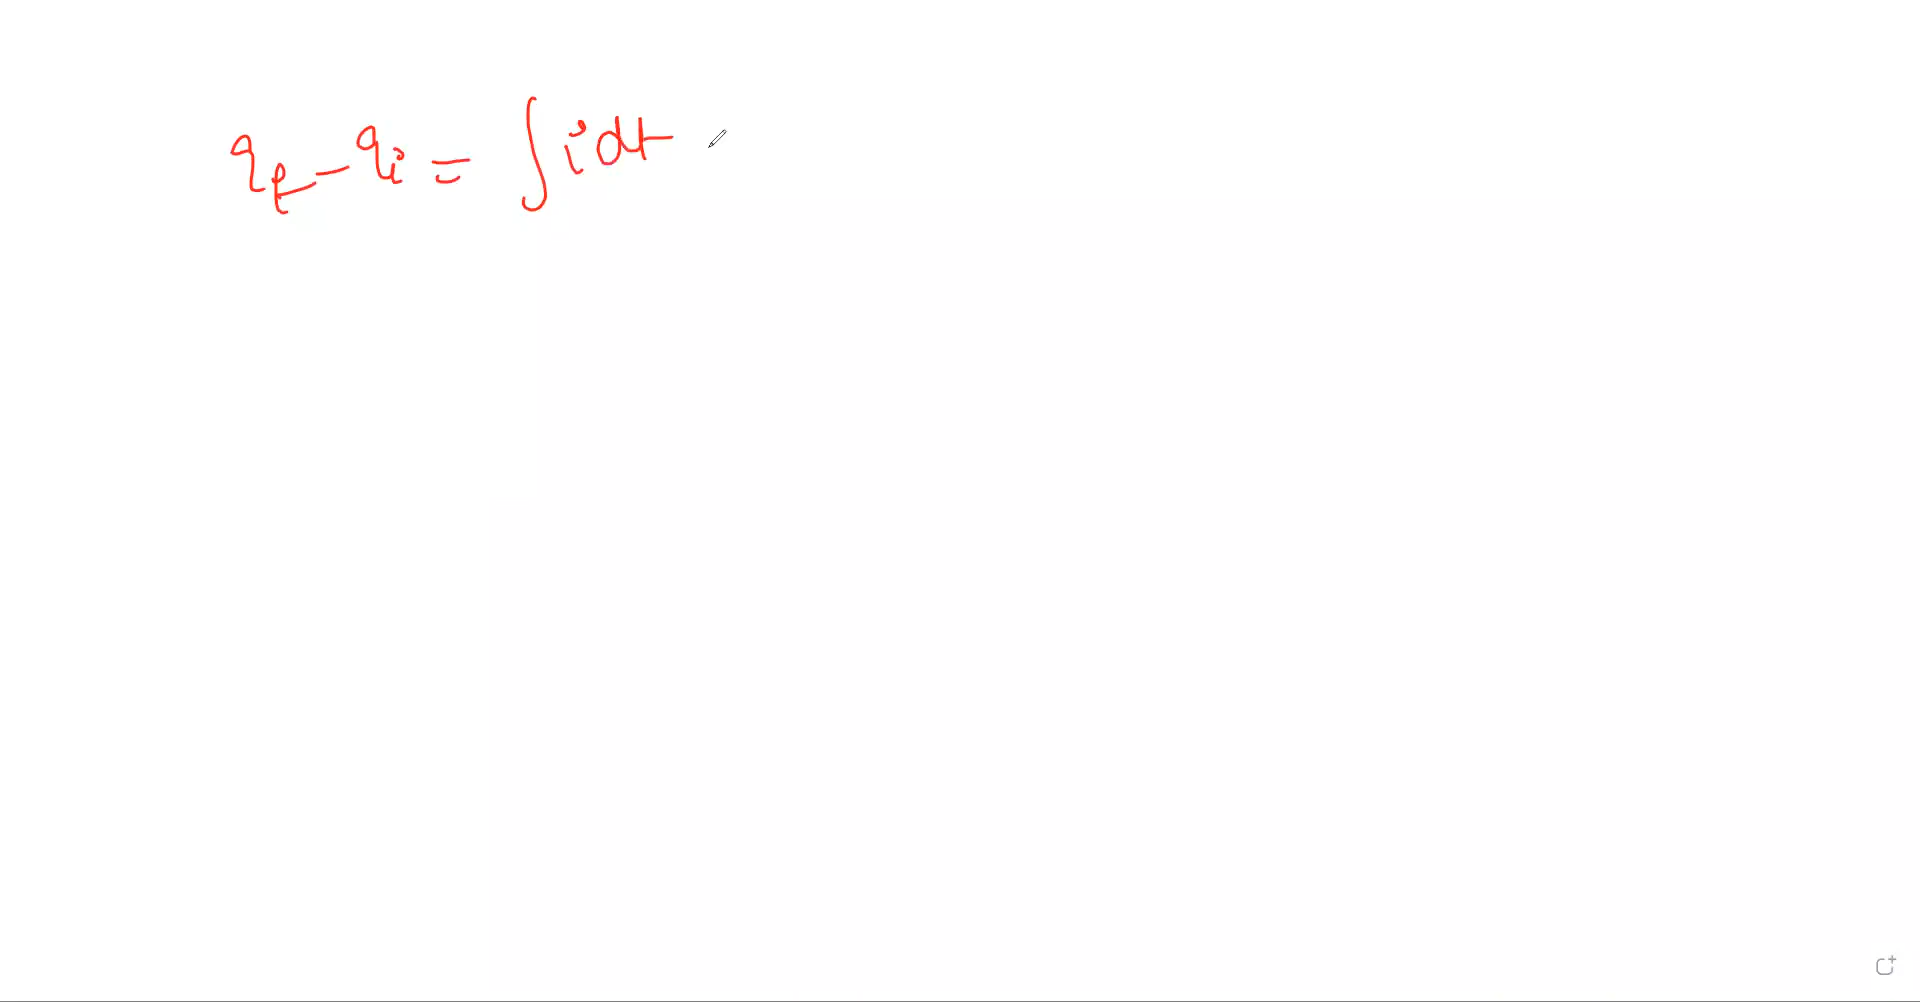 q_f - q_i = ∫ i dt